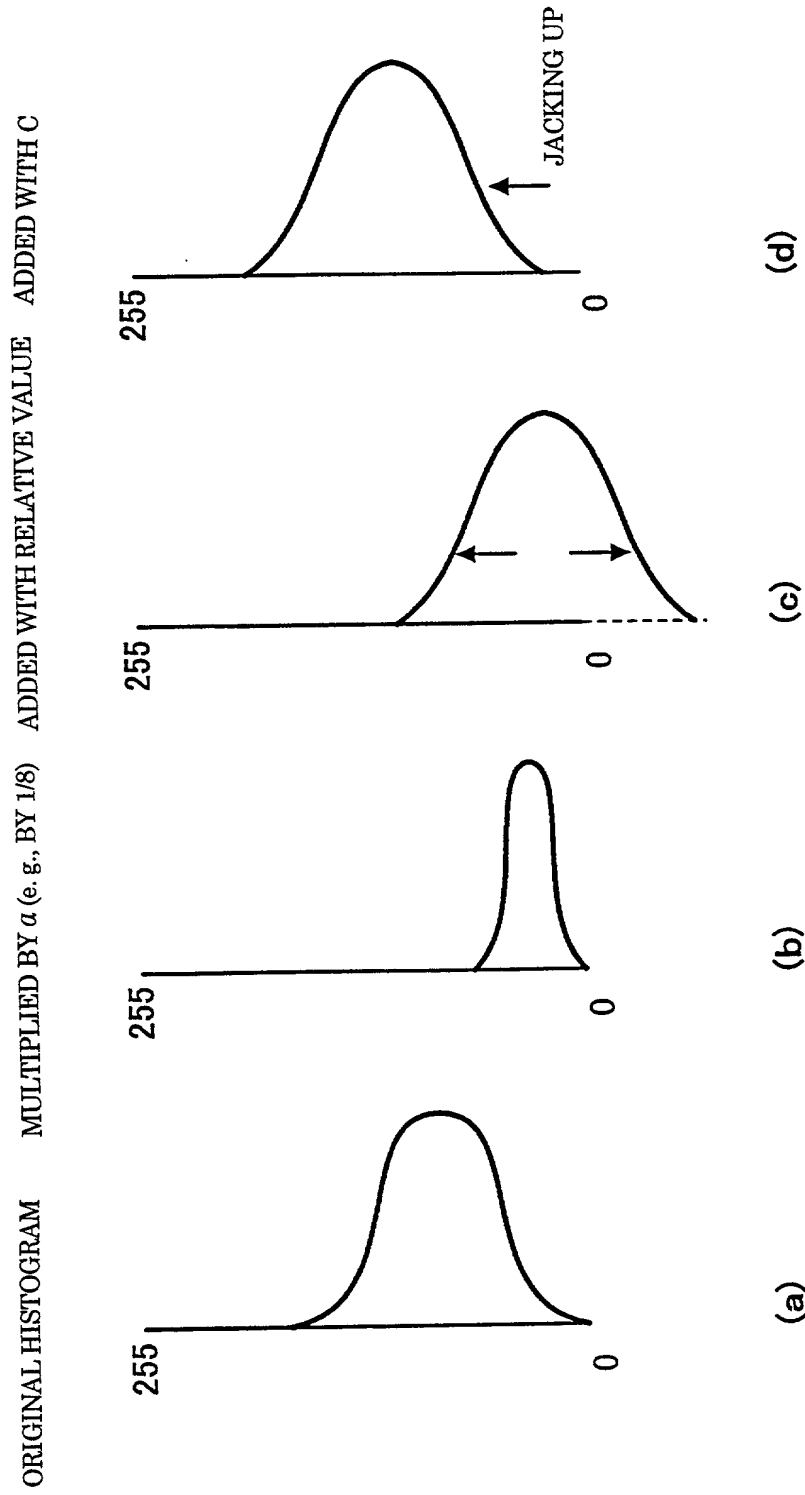 ORIGINAL HISTOGRAM
MULTIPLIED BY a (e. g., BY 1/8)
ADDED WITH RELATIVE VALUE
ADDED WITH C
255
0
(a)
255
0
(b)
255
0
(c)
255
0
JACKING UP
(d)